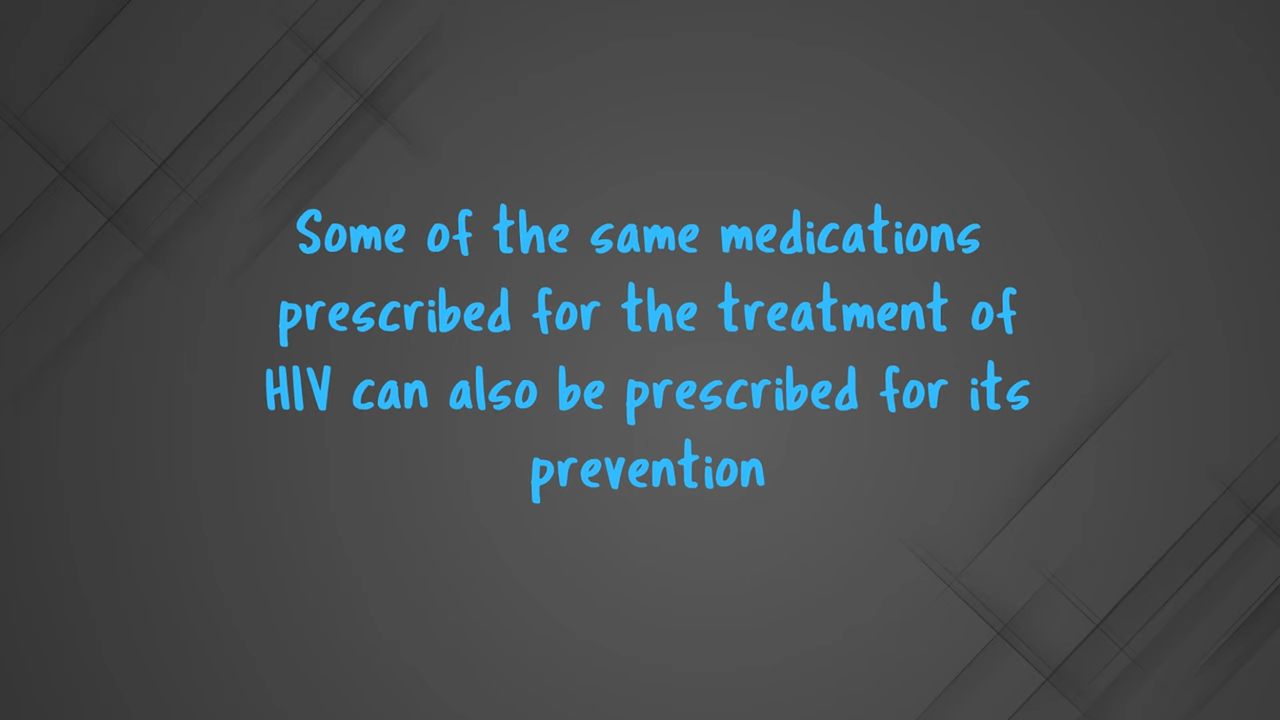 Some of the same medications
prescribed for the treatment of
HIV can also be prescribed for its
prevention